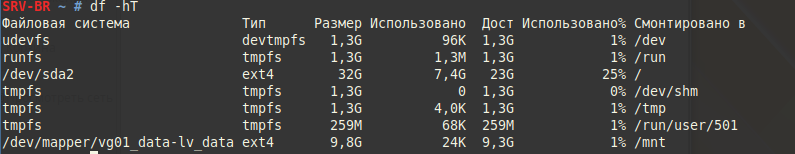 SRV-BR ~ # df -hT
Файловая система Тип Размер Использовано Дост Использовано% Смонтировано в
udevfs devtmpfs 1,3G 96K 1,3G 1% /dev
runfs tmpfs 1,3G 1,3M 1,3G 1% /run
/dev/sda2 ext4 32G 7,4G 23G 25% /
tmpfs tmpfs 1,3G 0 1,3G 0% /dev/shm
tmpfs tmpfs 1,3G 4,0K 1,3G 1% /tmp
tmpfs tmpfs 259M 68K 259M 1% /run/user/501
/dev/mapper/vg01_data-lv_data ext4 9,8G 24K 9,3G 1% /mnt